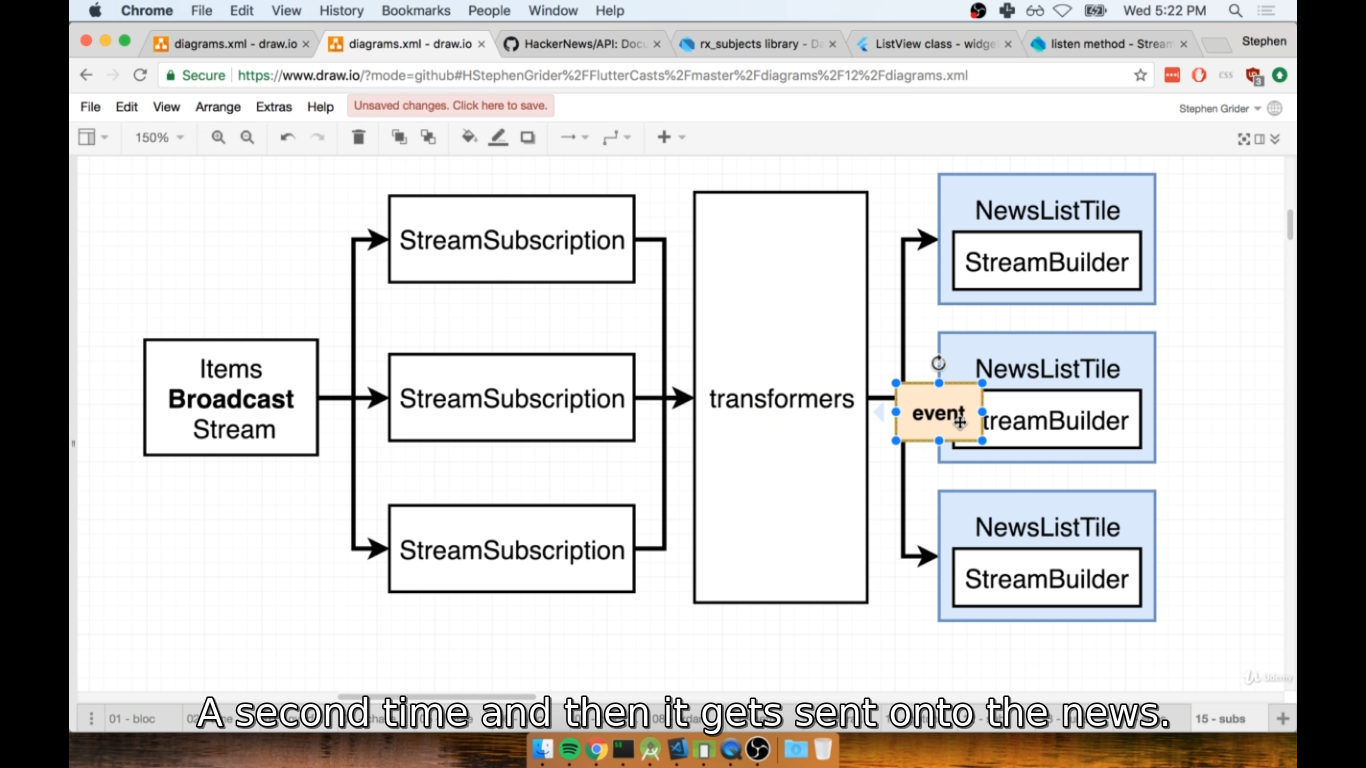 Chrome File Edit View History Bookmarks People Window Help Wed 5:22 PM
diagrams.xml - draw.io diagrams.xml - draw.io HackerNews/API: Docu rx_subjects library - Da ListView class - widge listen method - Stream Stephen
Secure https://www.draw.io/?mode=github#HStephenGrider%2FFlutterCasts%2Fmaster%2Fdiagrams%2F12%2Fdiagrams.xml
File Edit View Arrange Extras Help Unsaved changes. Click here to save. Stephen Grider
150%
NewsListTile
StreamBuilder
StreamSubscription
Items
Broadcast
Stream
StreamSubscription
transformers
event
NewsListTile
treamBuilder
StreamSubscription
NewsListTile
StreamBuilder
Udemy
01 - bloc 15 - subs
A second time and then it gets sent onto the news.